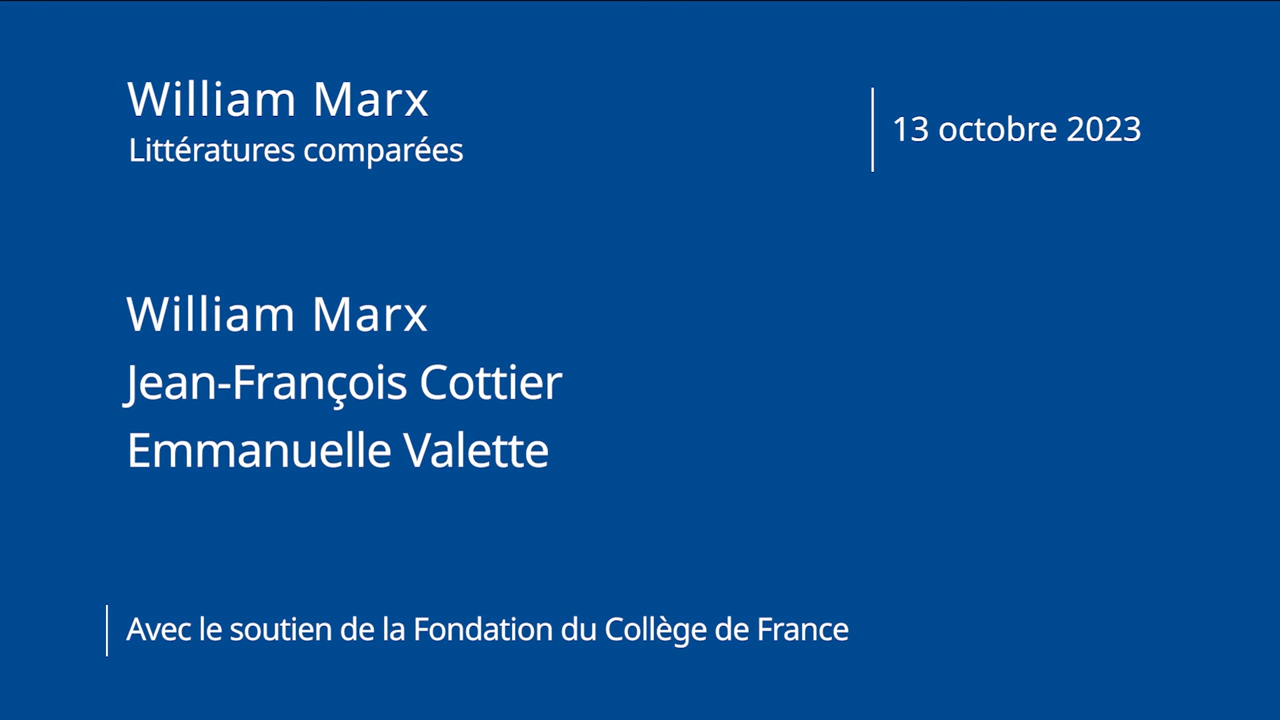 William Marx
Littératures comparées
13 octobre 2023
William Marx
Jean-François Cottier
Emmanuelle Valette
Avec le soutien de la Fondation du Collège de France